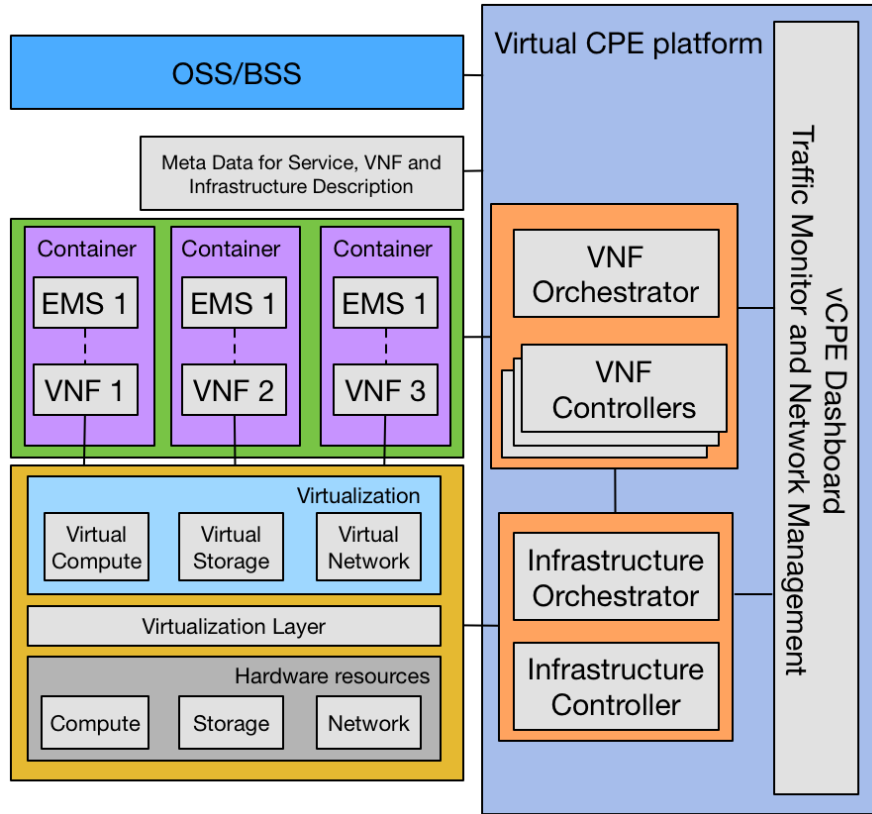 OSS/BSS
Meta Data for Service, VNF and
Infrastructure Description
Container
EMS 1
VNF 1
Container
EMS 1
VNF 2
Container
EMS 1
VNF 3
Virtualization
Virtual
Compute
Virtual
Storage
Virtual
Network
Virtualization Layer
Hardware resources
Compute
Storage
Network
Virtual CPE platform
VNF
Orchestrator
VNF
Controllers
Infrastructure
Orchestrator
Infrastructure
Controller
vCPE Dashboard
Traffic Monitor and Network Management